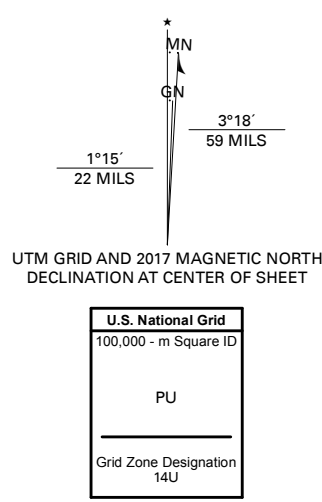 ★
MN
GN
3°18´
59 MILS
1°15´
22 MILS
UTM GRID AND 2017 MAGNETIC NORTH
DECLINATION AT CENTER OF SHEET
U.S. National Grid
100,000 - m Square ID
PU
Grid Zone Designation
14U